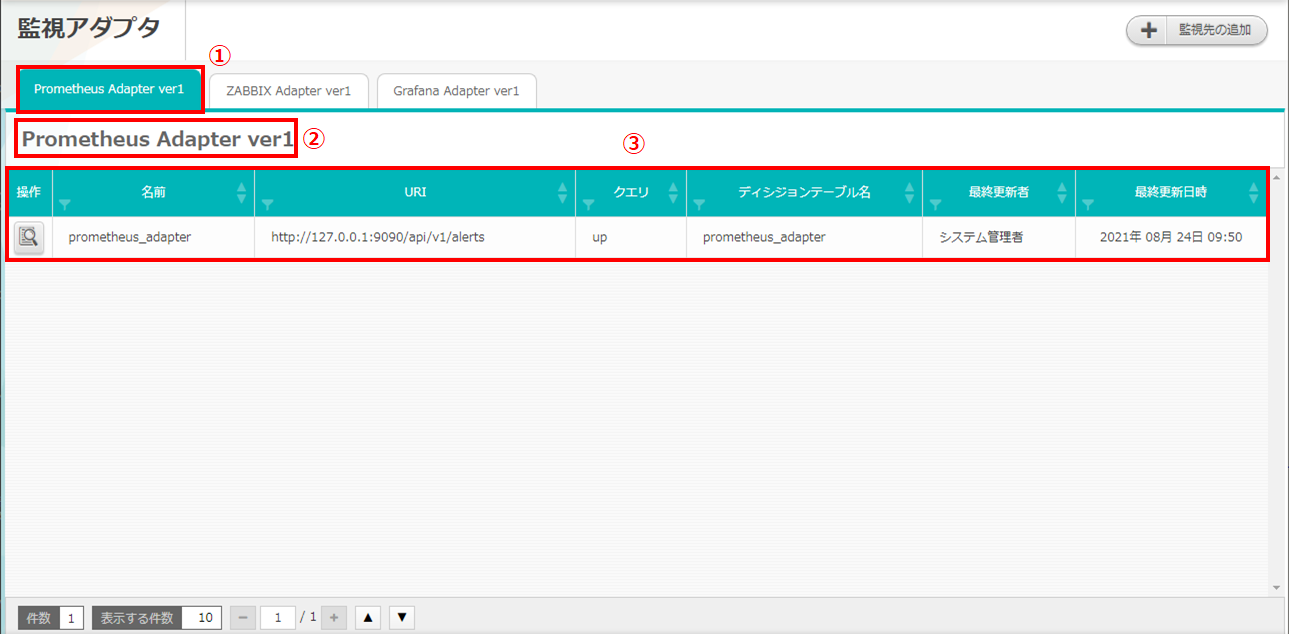 監視アダプタ
監視先の追加
①
Prometheus Adapter ver1 ZABBIX Adapter ver1 Grafana Adapter ver1
Prometheus Adapter ver1 ②
③
操作 名前 URI クエリ ディシジョンテーブル名 最終更新者 最終更新日時
prometheus_adapter http://127.0.0.1:9090/api/v1/alerts up prometheus_adapter システム管理者 2021年 08月 24日 09:50
件数 1 表示する件数 10 − 1 / 1 + ▲ ▼